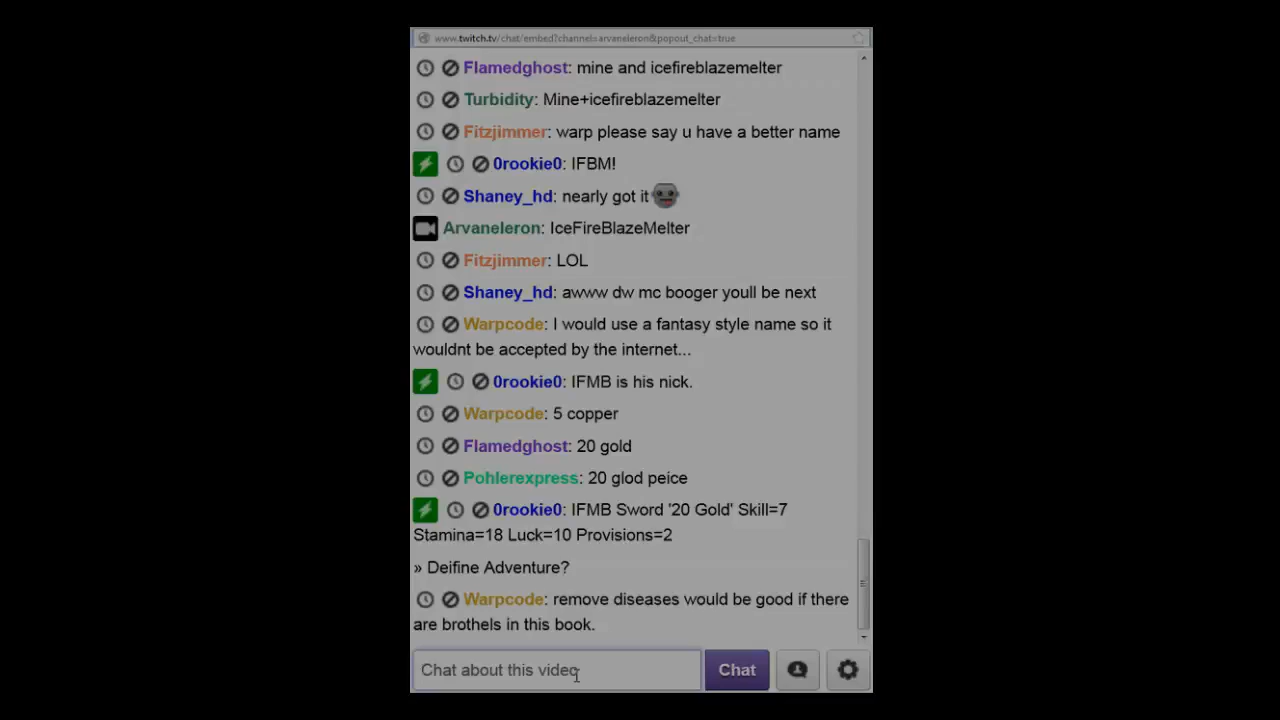 www.twitch.tv/chat/embed?channel=arvaneleron&popout_chat=true
Flamedghost: mine and icefireblazemelter
Turbidity: Mine+icefireblazemelter
Fitzjimmer: warp please say u have a better name
0rookie0: IFBM!
Shaney_hd: nearly got it
Arvaneleron: IceFireBlazeMelter
Fitzjimmer: LOL
Shaney_hd: awww dw mc booger youll be next
Warpcode: I would use a fantasy style name so it
wouldnt be accepted by the internet...
0rookie0: IFMB is his nick.
Warpcode: 5 copper
Flamedghost: 20 gold
Pohlerexpress: 20 glod peice
0rookie0: IFMB Sword '20 Gold' Skill=7
Stamina=18 Luck=10 Provisions=2
» Deifine Adventure?
Warpcode: remove diseases would be good if there
are brothels in this book.
Chat about this video Chat